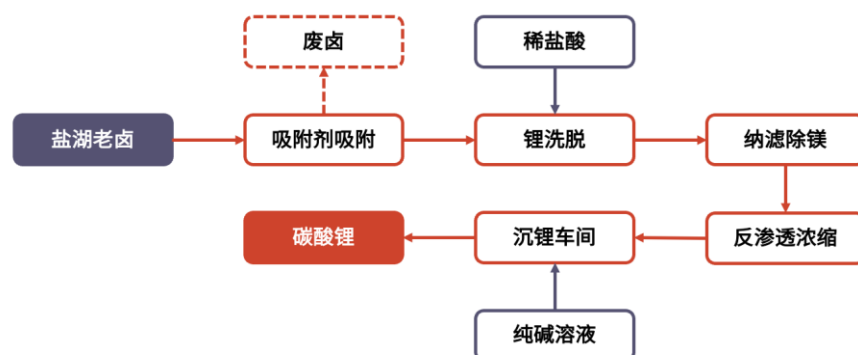 废卤
稀盐酸
盐湖老卤
吸附剂吸附
锂洗脱
纳滤除镁
碳酸锂
沉锂车间
反渗透浓缩
纯碱溶液